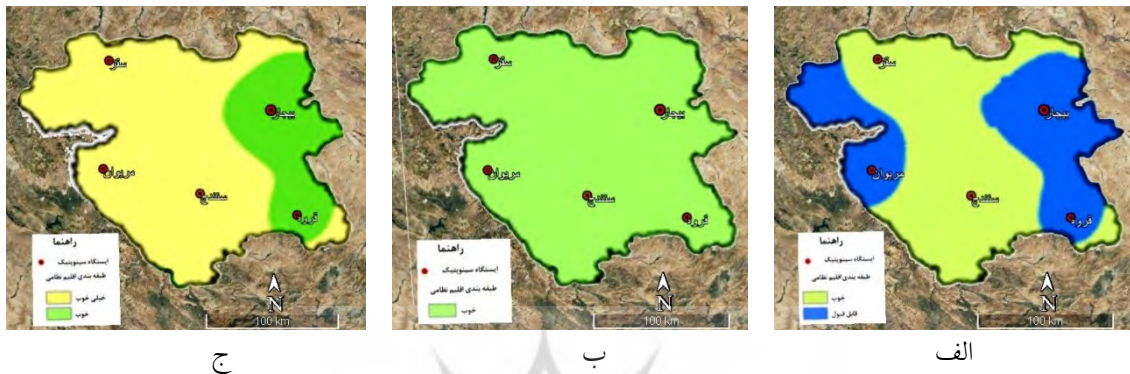 سقز
بیجار
مریوان
سنندج
قروه
راهنما
ایستگاه سینوپتیک
طبقه بندی اقلیم نظامی
خیلی خوب
خوب
N
100 km
ج
سقز
بیجار
مریوان
سنندج
قروه
راهنما
ایستگاه سینوپتیک
طبقه بندی اقلیم نظامی
خوب
N
100 km
ب
سقز
بیجار
مریوان
سنندج
قروه
راهنما
ایستگاه سینوپتیک
طبقه بندی اقلیم نظامی
خوب
قابل قبول
N
100 km
الف